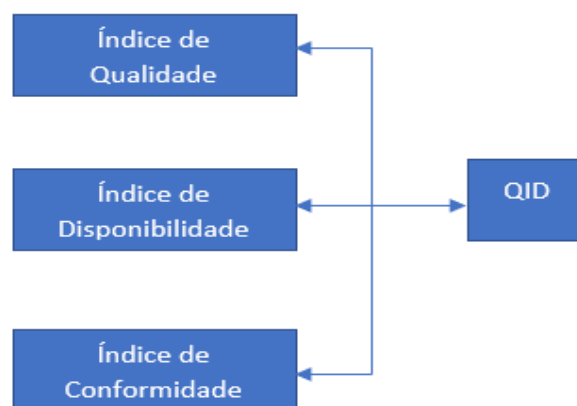 Índice de
Qualidade
Índice de
Disponibilidade
QID
Índice de
Conformidade